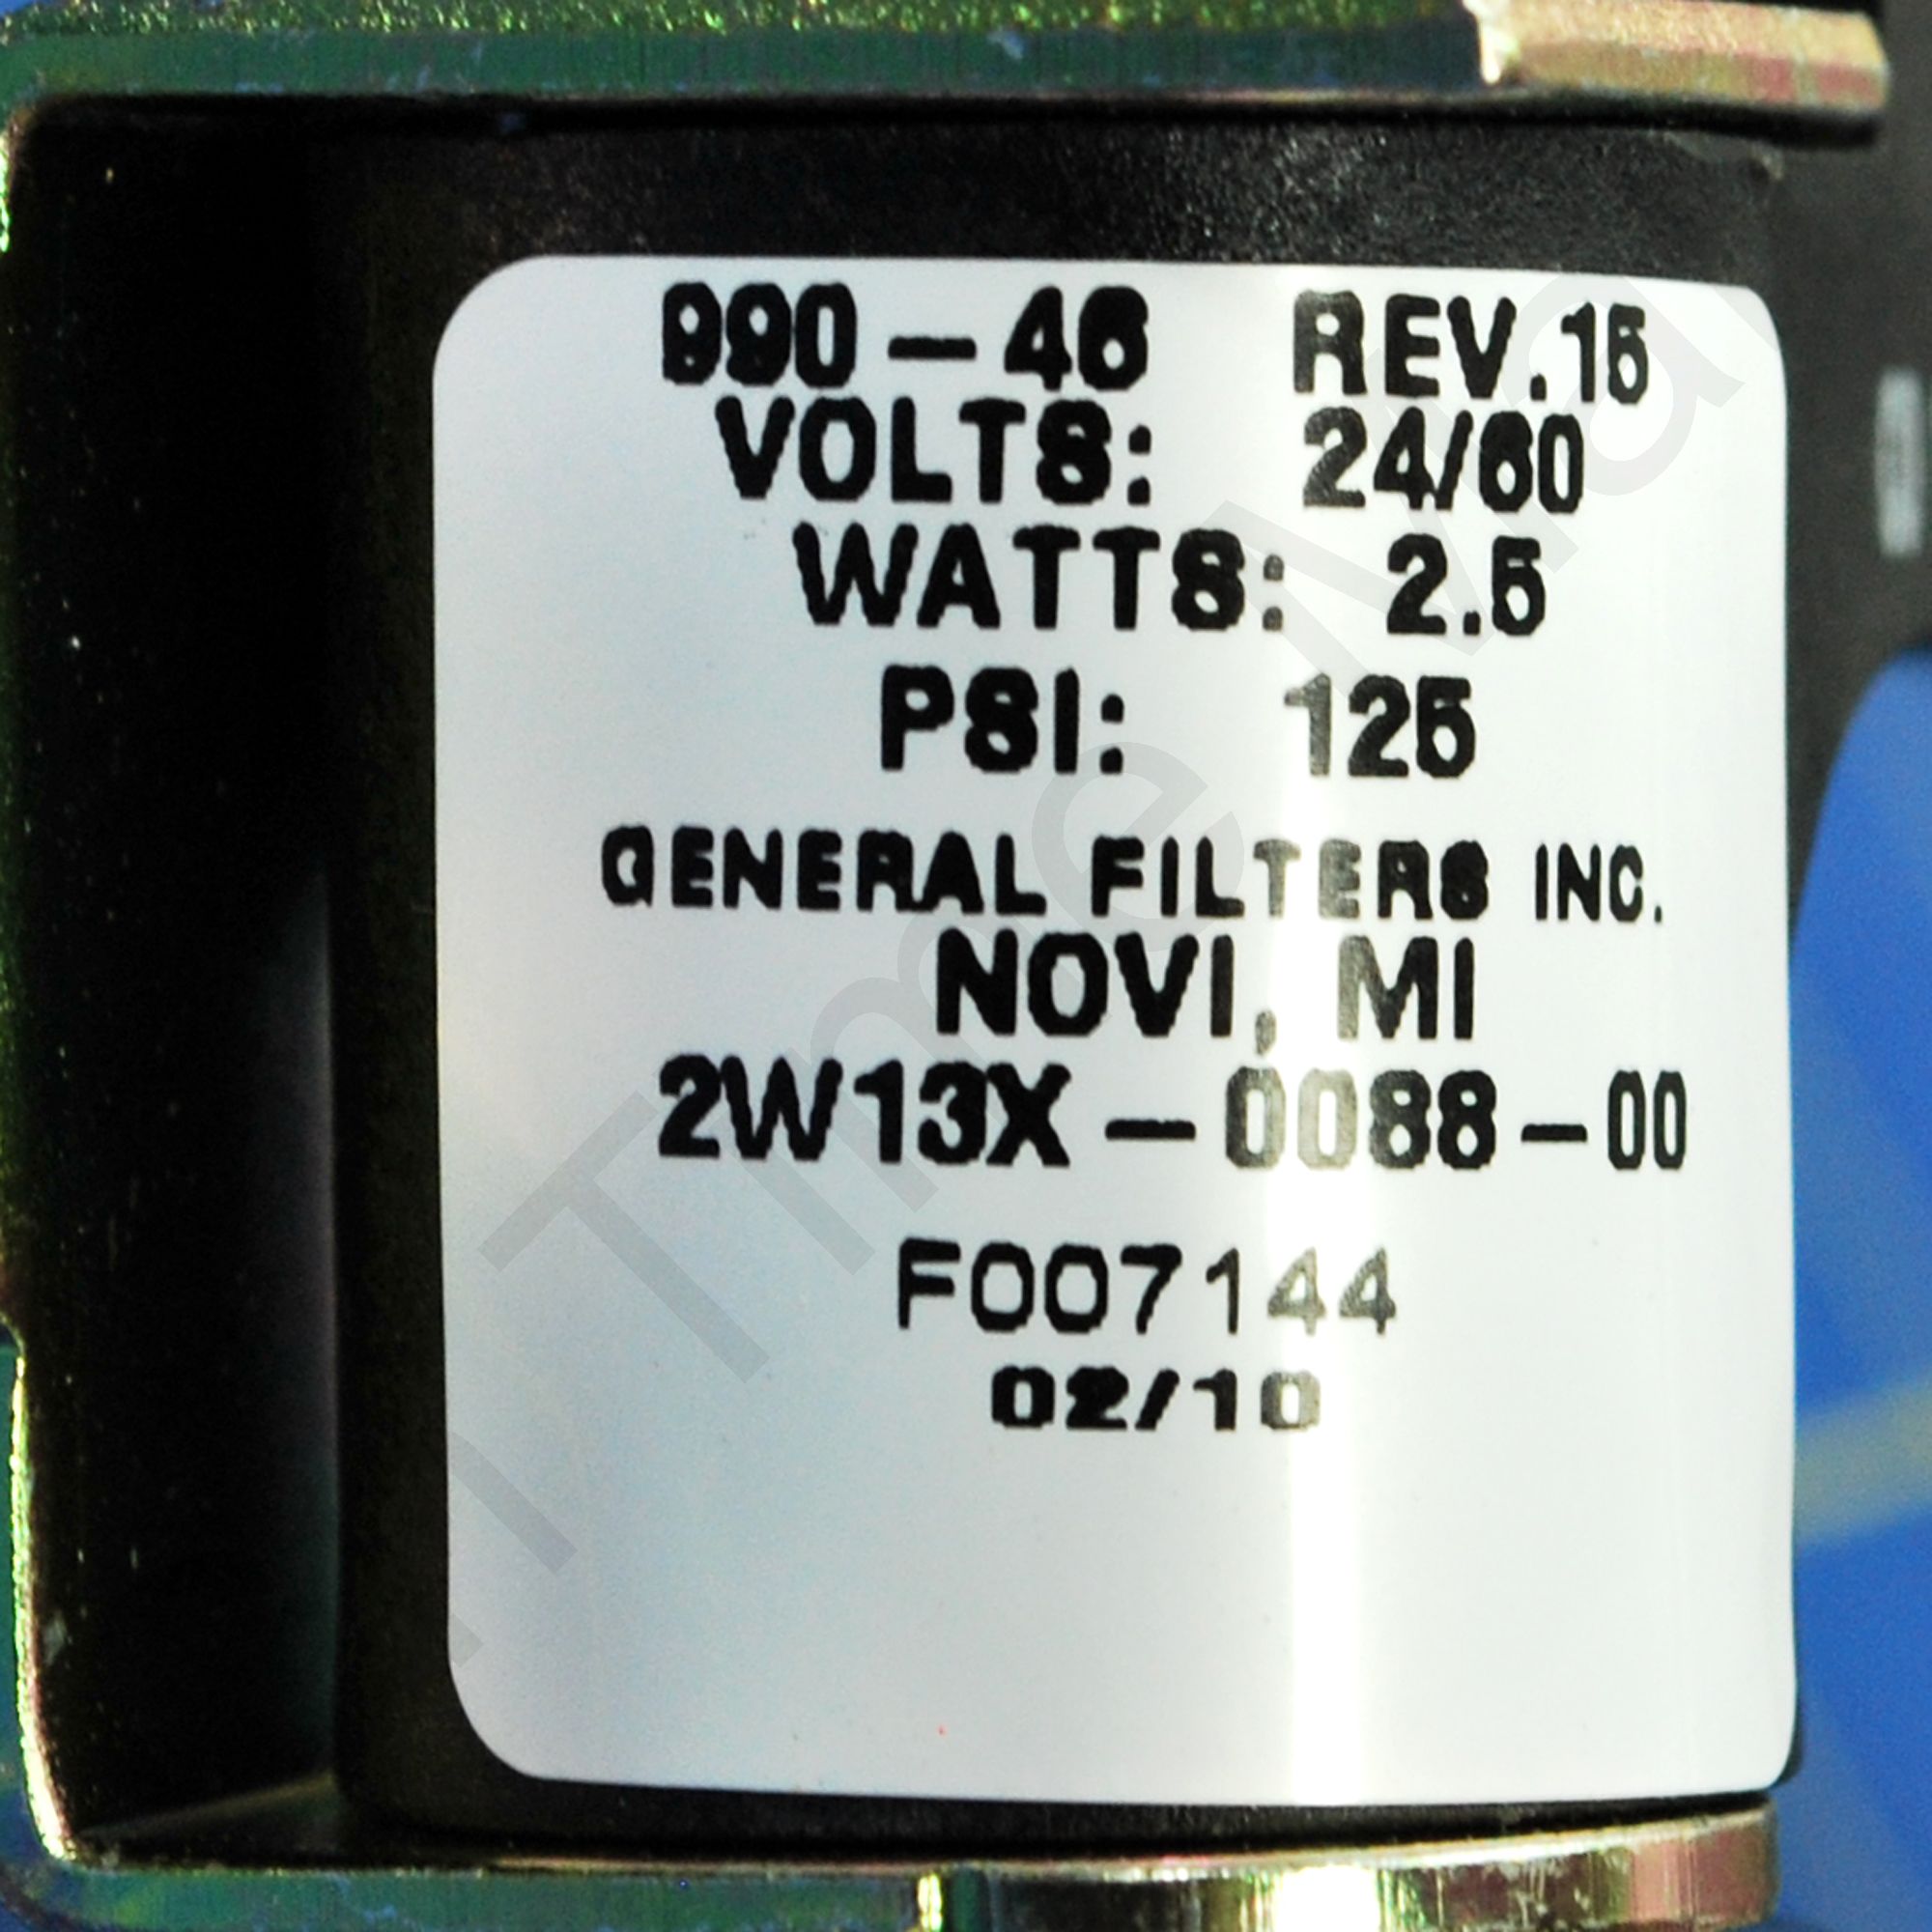 990-46 REV.15
VOLTS: 24/60
WATTS: 2.5
PSI: 125
GENERAL FILTERS INC.
NOVI, MI
2W13X-0088-00
F007144
02/10